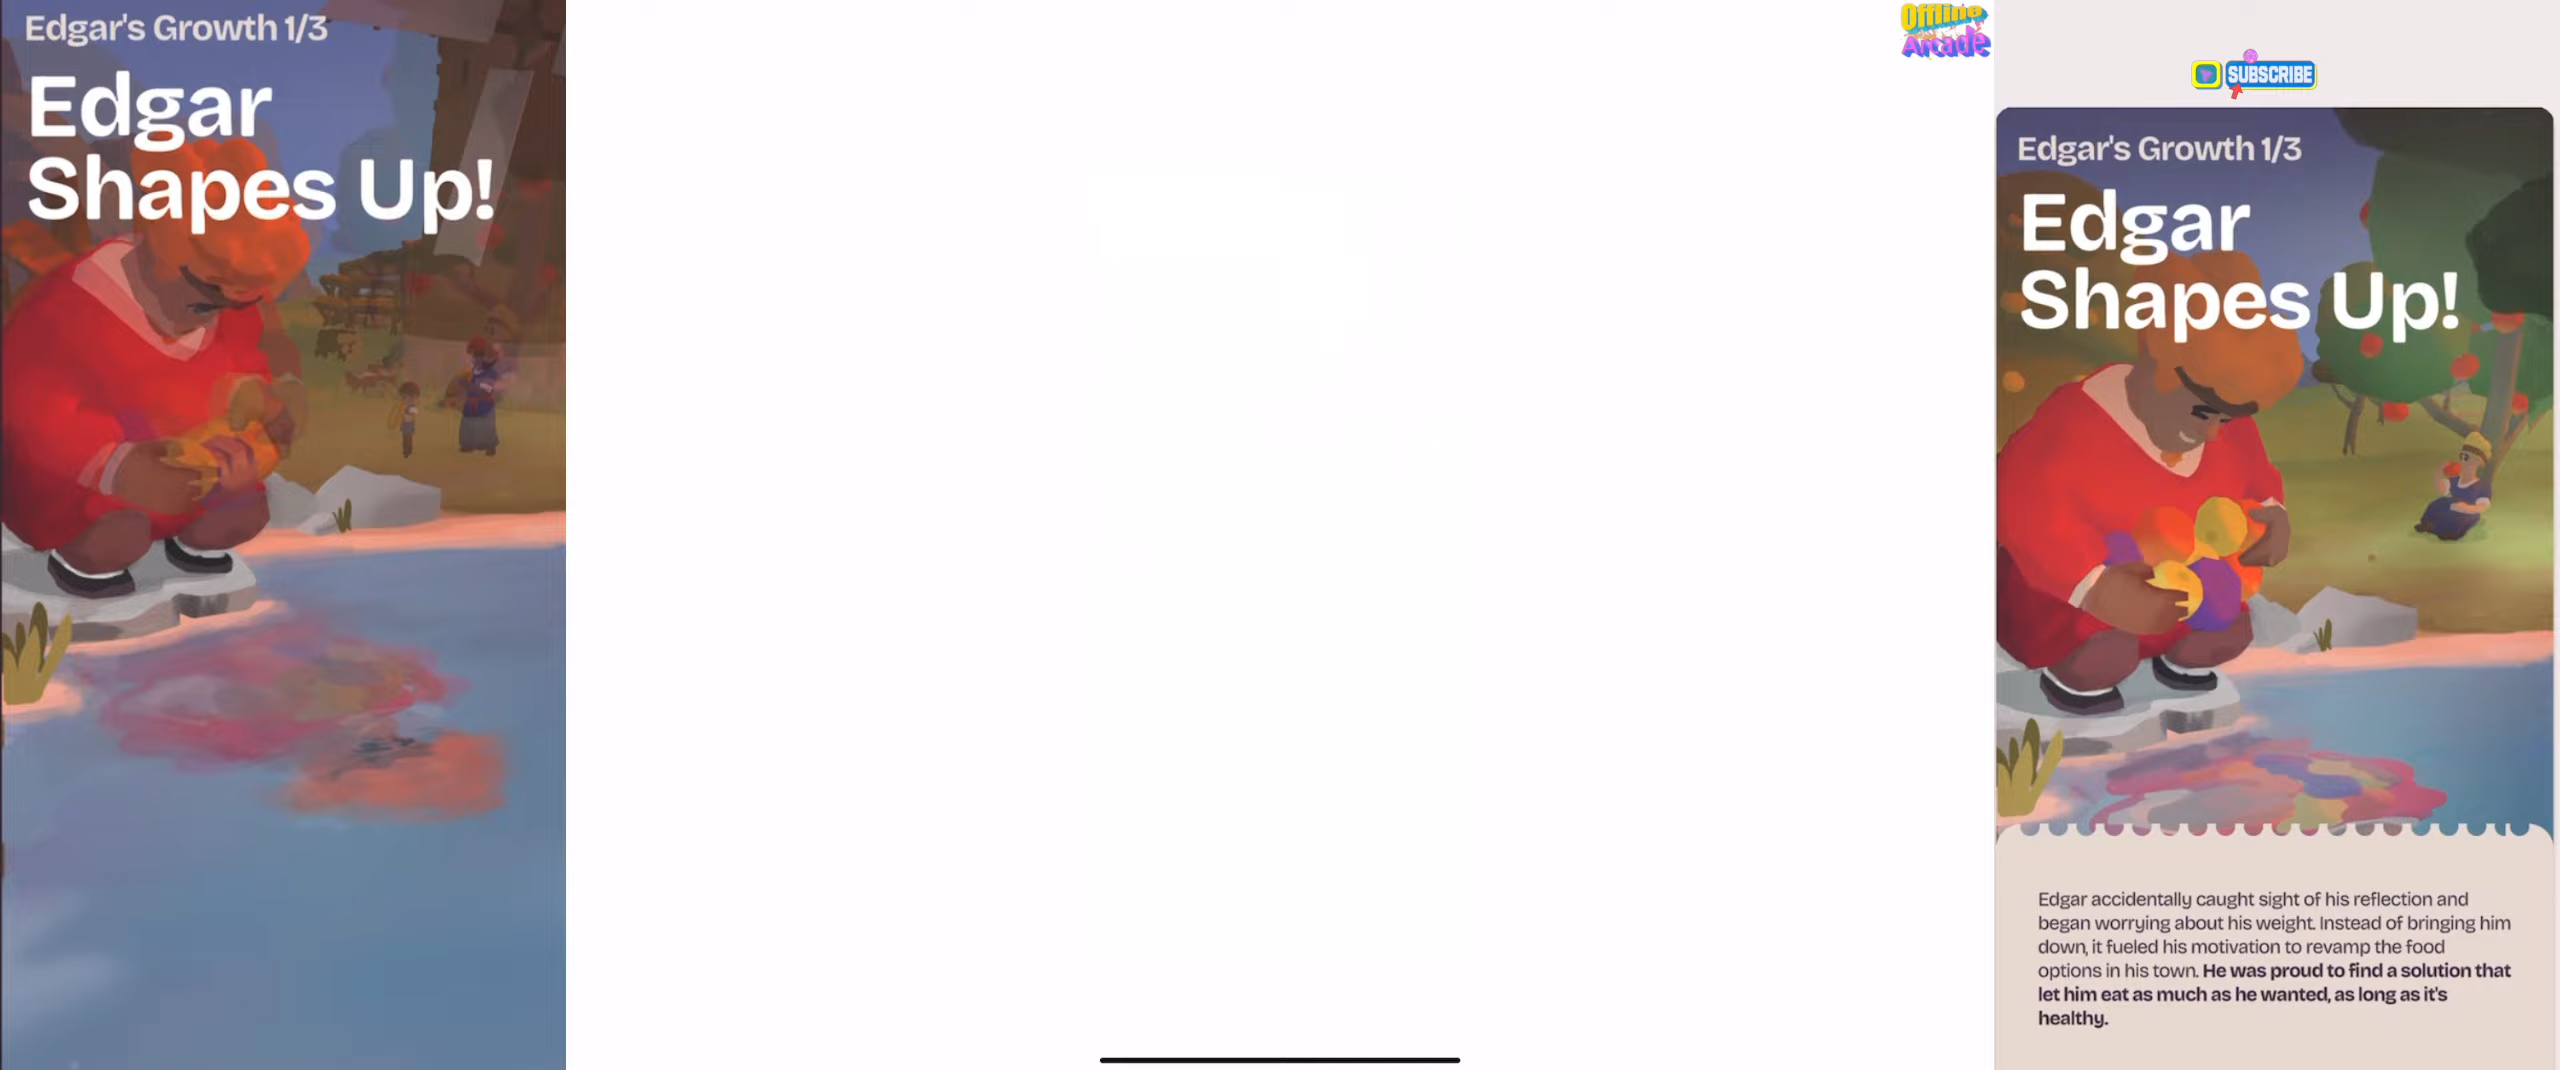 Edgar's Growth 1/3
Edgar
Shapes Up!
Offline
Arcade
SUBSCRIBE
Edgar's Growth 1/3
Edgar
Shapes Up!
Edgar accidentally caught sight of his reflection and
began worrying about his weight. Instead of bringing him
down, it fueled his motivation to revamp the food
options in his town. He was proud to find a solution that
let him eat as much as he wanted, as long as it's
healthy.